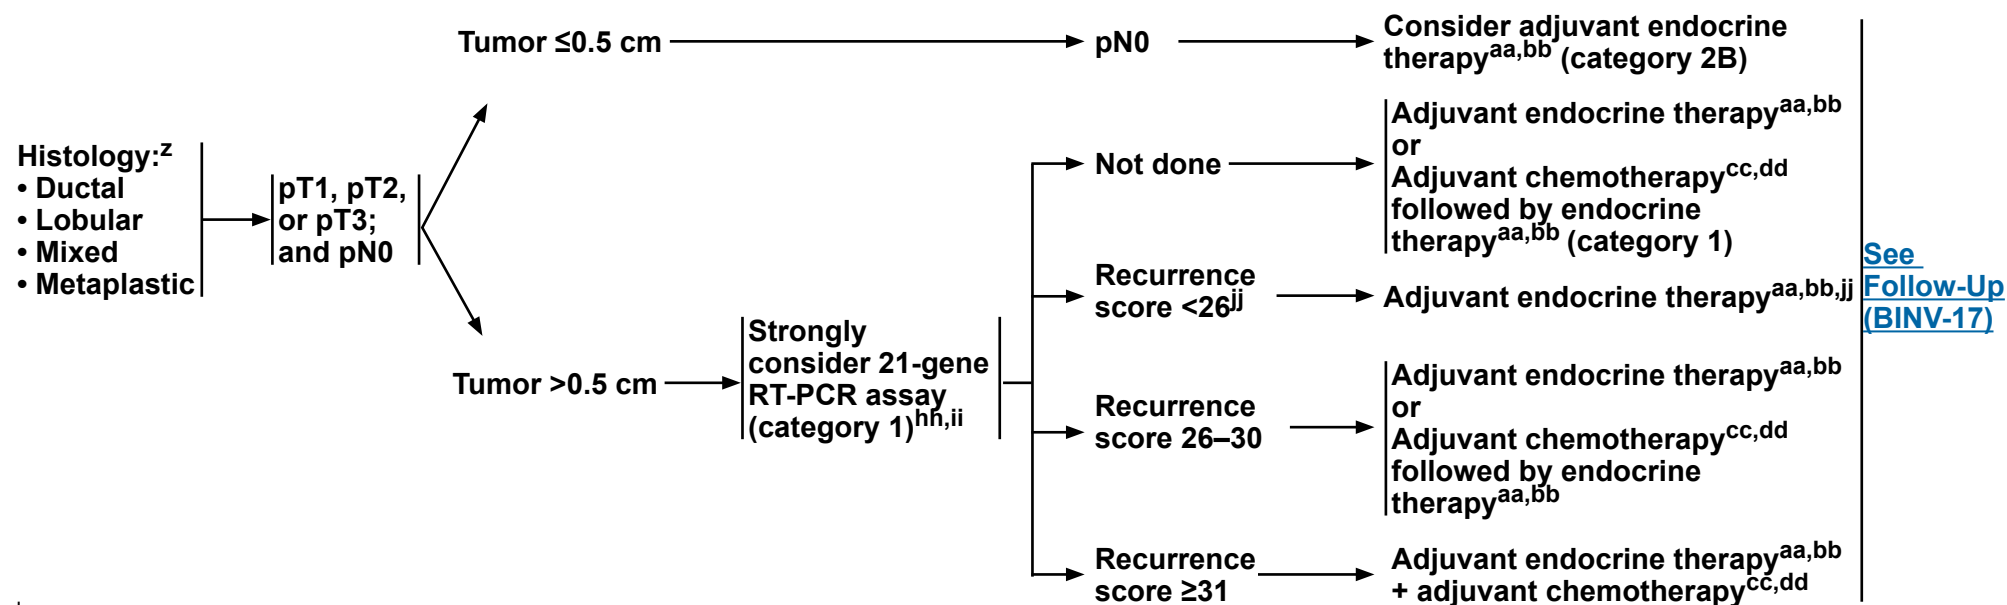 Histology:z
• Ductal
• Lobular
• Mixed
• Metaplastic
pT1, pT2,
or pT3;
and pN0
Tumor ≤0.5 cm
pN0
Consider adjuvant endocrine
therapyaa,bb (category 2B)
Tumor >0.5 cm
Strongly
consider 21-gene
RT-PCR assay
(category 1)hh,ii
Not done
Adjuvant endocrine therapyaa,bb
or
Adjuvant chemotherapycc,dd
followed by endocrine
therapyaa,bb (category 1)
Recurrence
score <26jj
Adjuvant endocrine therapyaa,bb,jj
Recurrence
score 26–30
Adjuvant endocrine therapyaa,bb
or
Adjuvant chemotherapycc,dd
followed by endocrine
therapyaa,bb
Recurrence
score ≥31
Adjuvant endocrine therapyaa,bb
+ adjuvant chemotherapycc,dd
See
Follow-Up
(BINV-17)